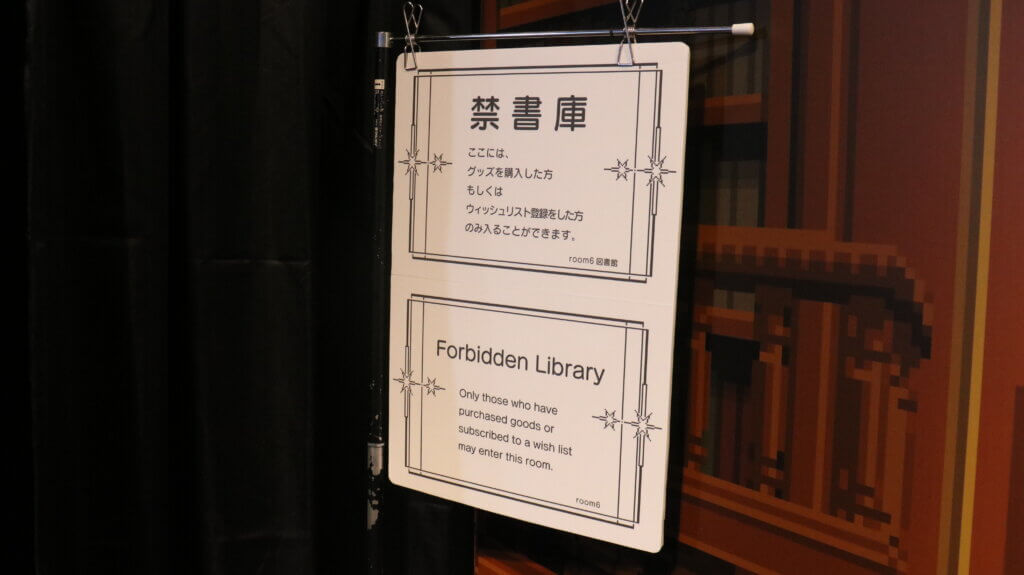 禁書庫
ここには、
グッズを購入した方
もしくは
ウィッシュリスト登録をした方
のみ入ることができます。
room6 図書館
Forbidden Library
Only those who have
purchased goods or
subscribed to a wish list
may enter this room.
room6